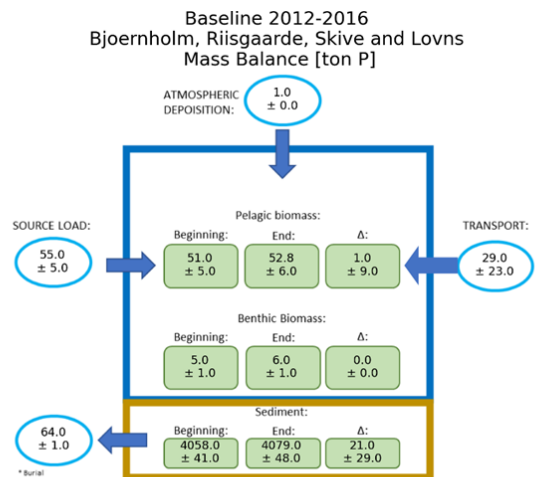 Baseline 2012-2016
Bjoernholm, Riisgaarde, Skive and Lovns
Mass Balance [ton P]
ATMOSPHERIC
DEPOISITION:
1.0
± 0.0
SOURCE LOAD:
55.0
± 5.0
Pelagic biomass:
Beginning: End: Δ:
51.0 52.8 1.0
± 5.0 ± 6.0 ± 9.0
TRANSPORT:
29.0
± 23.0
Benthic Biomass:
Beginning: End: Δ:
5.0 6.0 0.0
± 1.0 ± 1.0 ± 0.0
Sediment:
Beginning: End: Δ:
4058.0 4079.0 21.0
± 41.0 ± 48.0 ± 29.0
64.0
± 1.0
* Burial